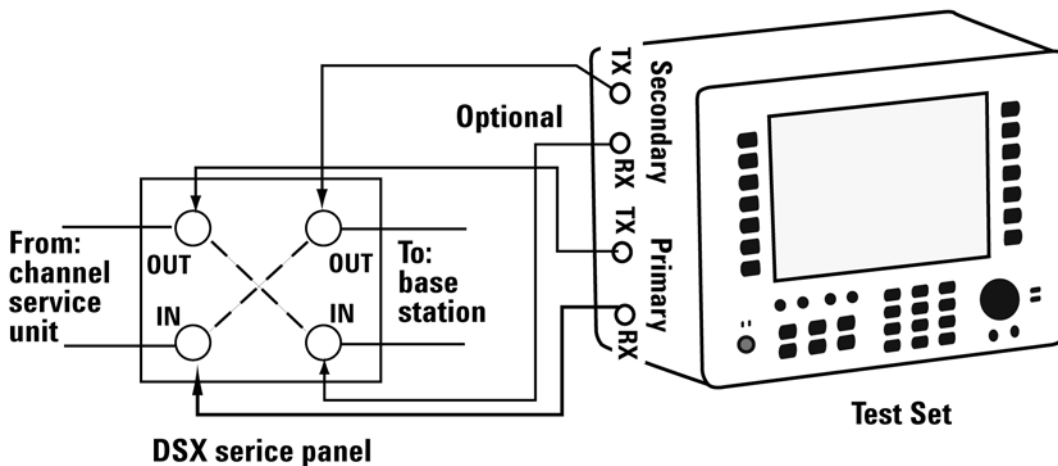 TX
Secondary
RX
Optional
TX
Primary
RX
From:
channel
service
unit
OUT
OUT
IN
IN
To:
base
station
DSX serice panel
Test Set